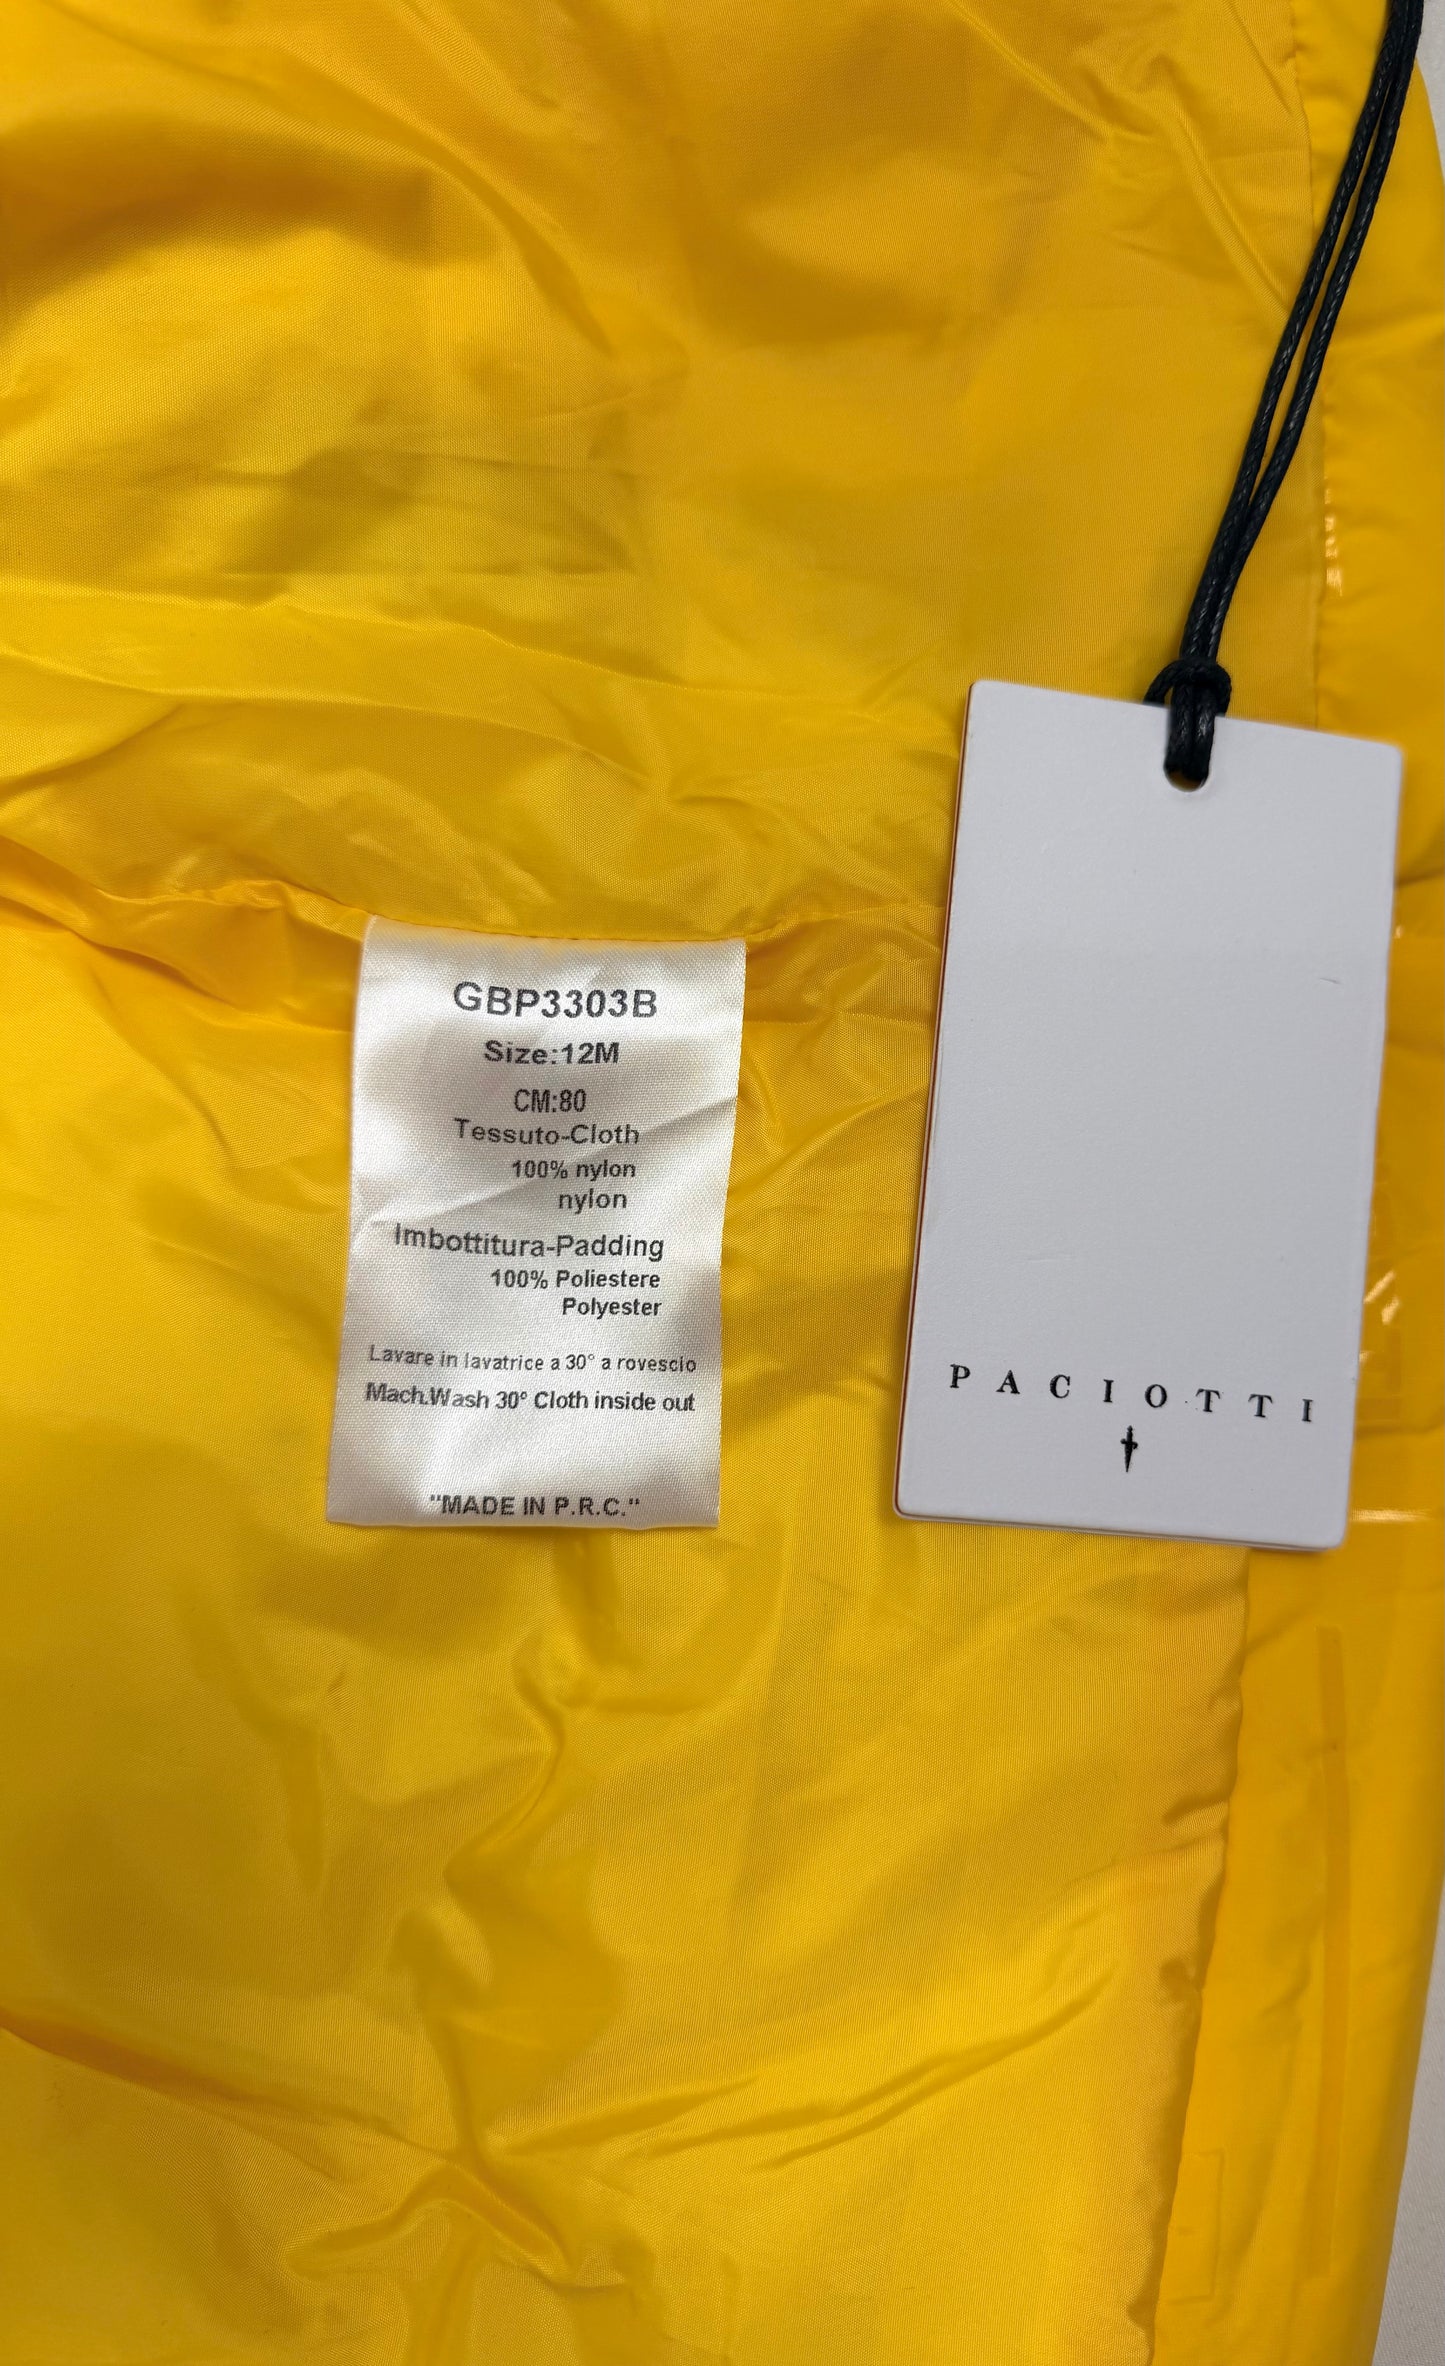 GBP3303B
Size:12M
CM:80
Tessuto-Cloth
100% nylon
nylon
Imbottitura-Padding
100% Poliestere
Polyester
Lavare in lavatrice a 30° a rovescio
Mach.Wash 30° Cloth inside out
"MADE IN P.R.C."
PACIOTTI